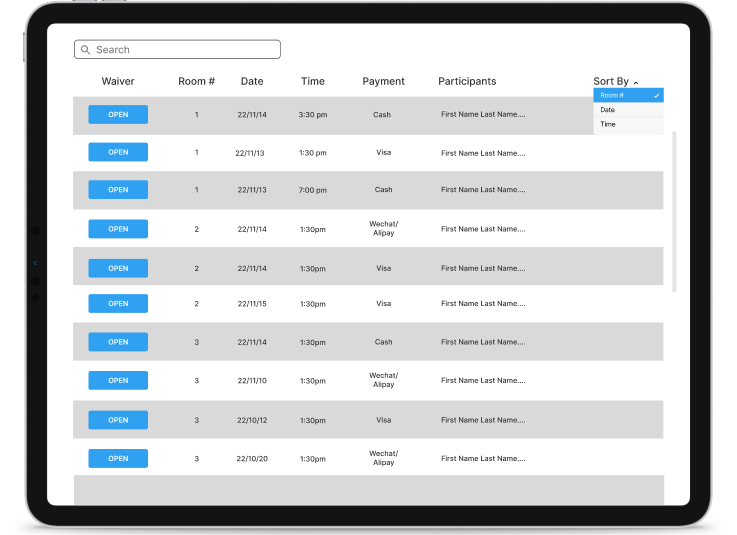 Search
Waiver Room # Date Time Payment Participants Sort By
Room #
Date
Time
OPEN 1 22/11/14 3:30 pm Cash First Name Last Name....
OPEN 1 22/11/13 1:30 pm Visa First Name Last Name....
OPEN 1 22/11/13 7:00 pm Cash First Name Last Name....
OPEN 2 22/11/14 1:30pm Wechat/
Alipay First Name Last Name....
OPEN 2 22/11/14 1:30pm Visa First Name Last Name....
OPEN 2 22/11/15 1:30pm Visa First Name Last Name....
OPEN 3 22/11/14 1:30pm Cash First Name Last Name....
OPEN 3 22/11/10 1:30pm Wechat/
Alipay First Name Last Name....
OPEN 3 22/10/12 1:30pm Visa First Name Last Name....
OPEN 3 22/10/20 1:30pm Wechat/
Alipay First Name Last Name....